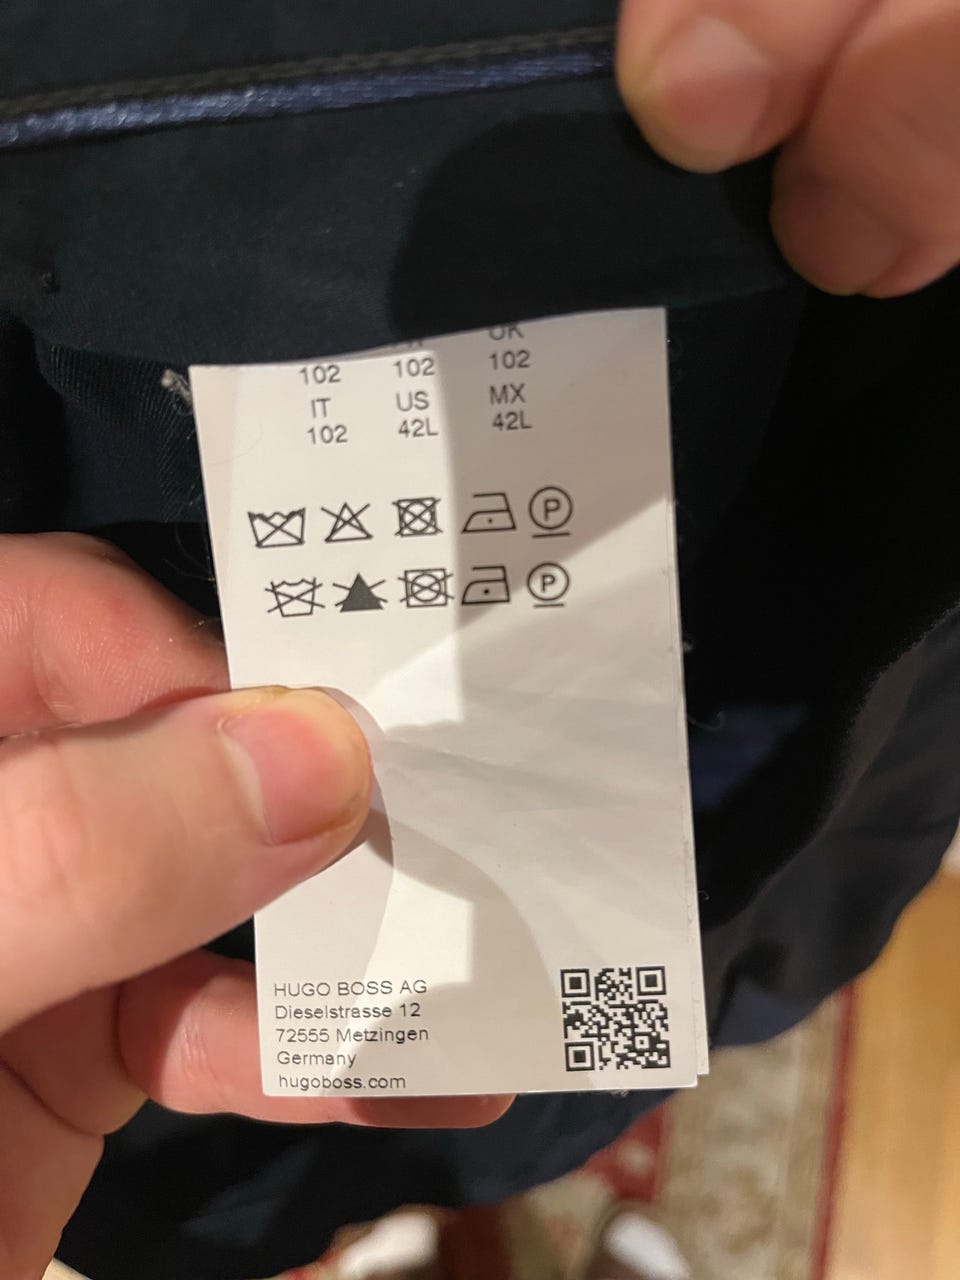 UK
102 102 102
IT US MX
102 42L 42L
P
P
HUGO BOSS AG
Dieselstrasse 12
72555 Metzingen
Germany
hugoboss.com